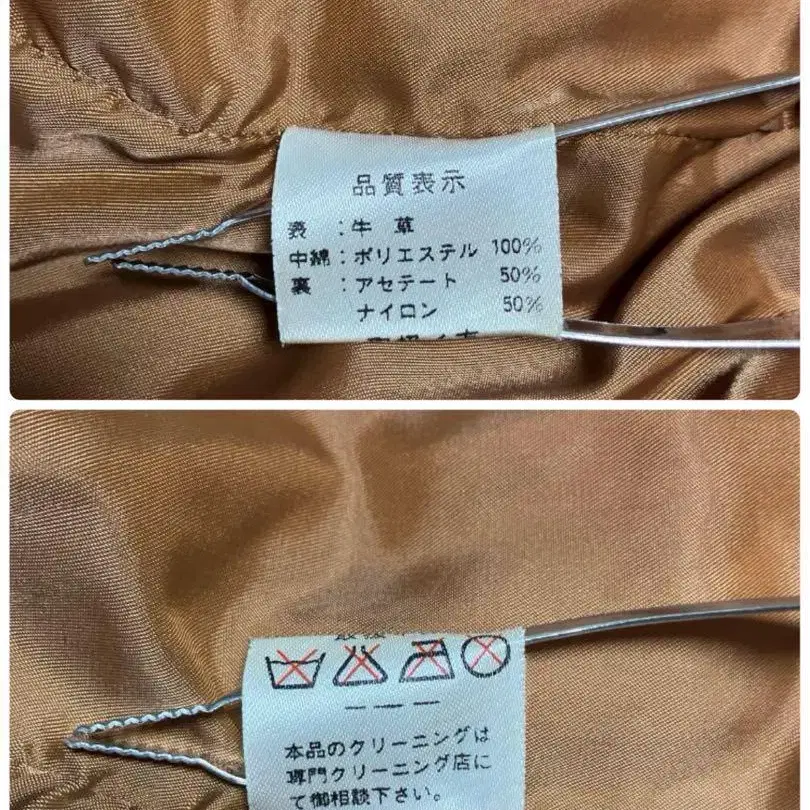 品質表示
表：牛革
中綿：ポリエステル 100%
裏：アセテート 50%
ナイロン 50%
本品のクリーニングは
専門クリーニング店に
て御相談下さい。